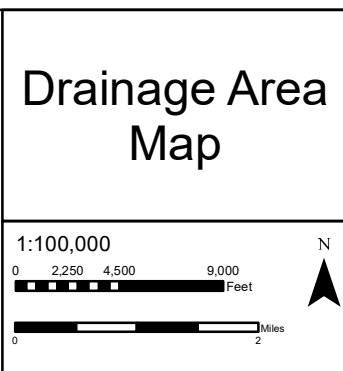 Drainage Area
Map
1:100,000
N
0 2,250 4,500 9,000
Feet
Miles
0 2